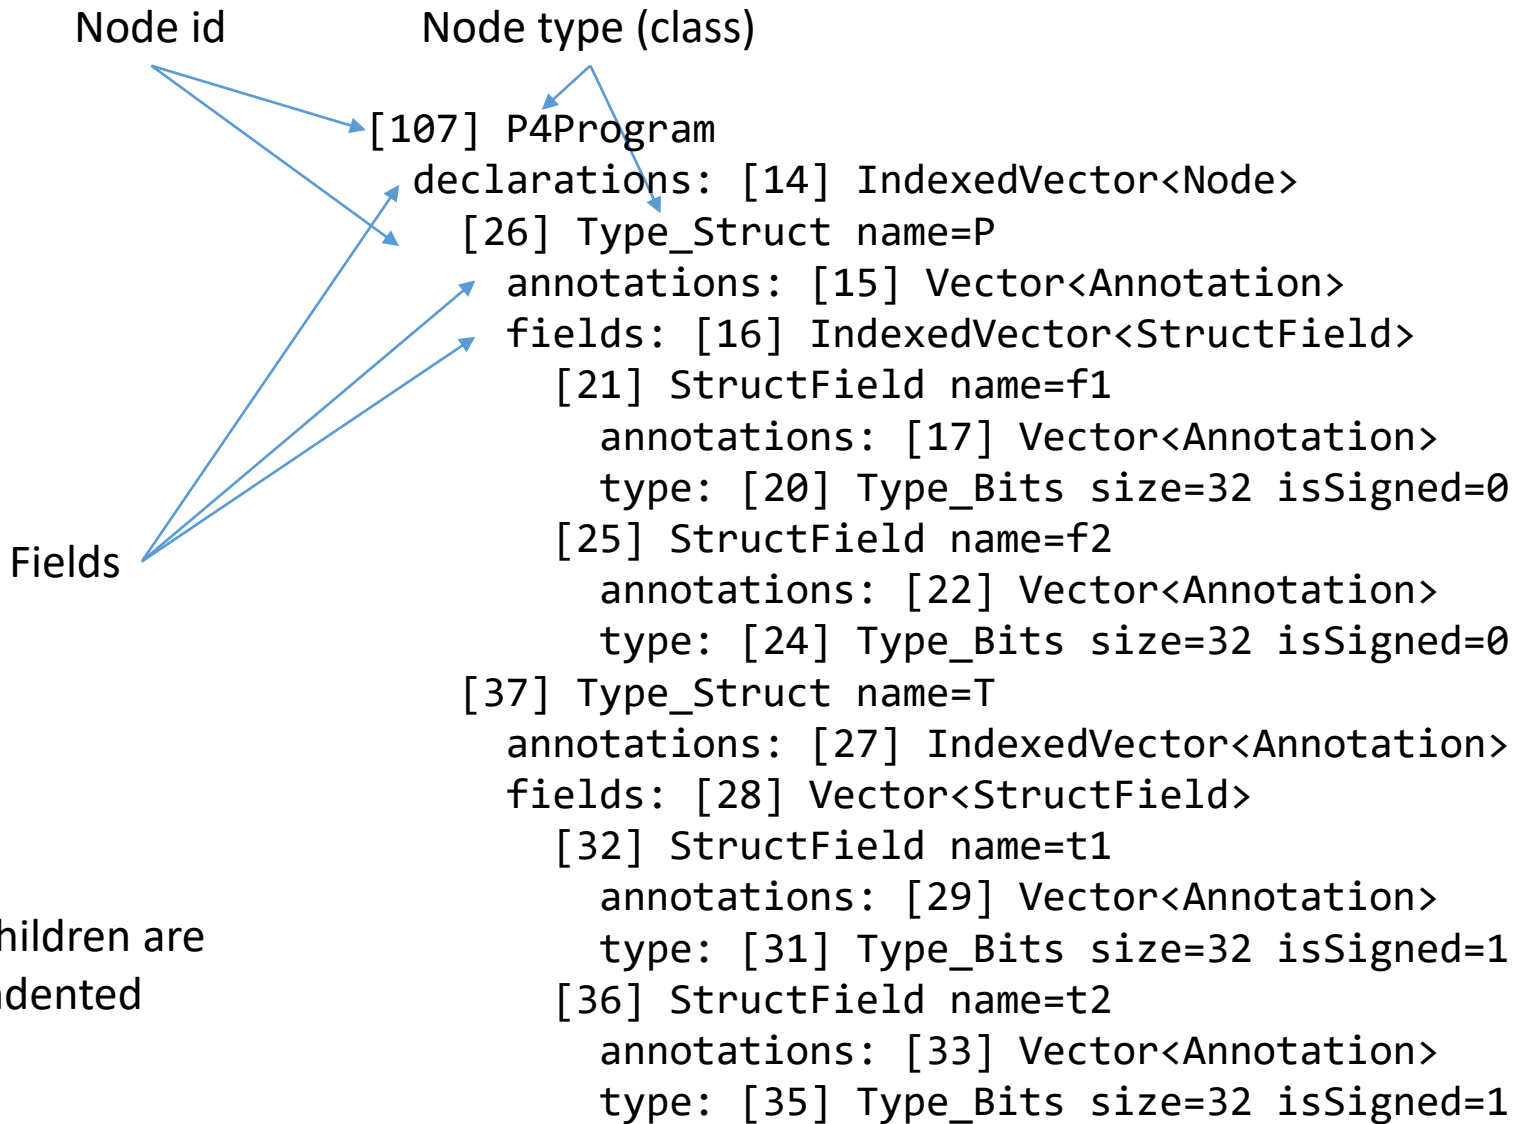 Node id
Node type (class)
[107] P4Program
declarations: [14] IndexedVector<Node>
[26] Type_Struct name=P
annotations: [15] Vector<Annotation>
fields: [16] IndexedVector<StructField>
[21] StructField name=f1
annotations: [17] Vector<Annotation>
type: [20] Type_Bits size=32 isSigned=0
[25] StructField name=f2
Fields
annotations: [22] Vector<Annotation>
type: [24] Type_Bits size=32 isSigned=0
[37] Type_Struct name=T
annotations: [27] IndexedVector<Annotation>
fields: [28] Vector<StructField>
[32] StructField name=t1
annotations: [29] Vector<Annotation>
hildren are
type: [31] Type_Bits size=32 isSigned=1
dented
[36] StructField name=t2
annotations: [33] Vector<Annotation>
type: [35] Type_Bits size=32 isSigned=1